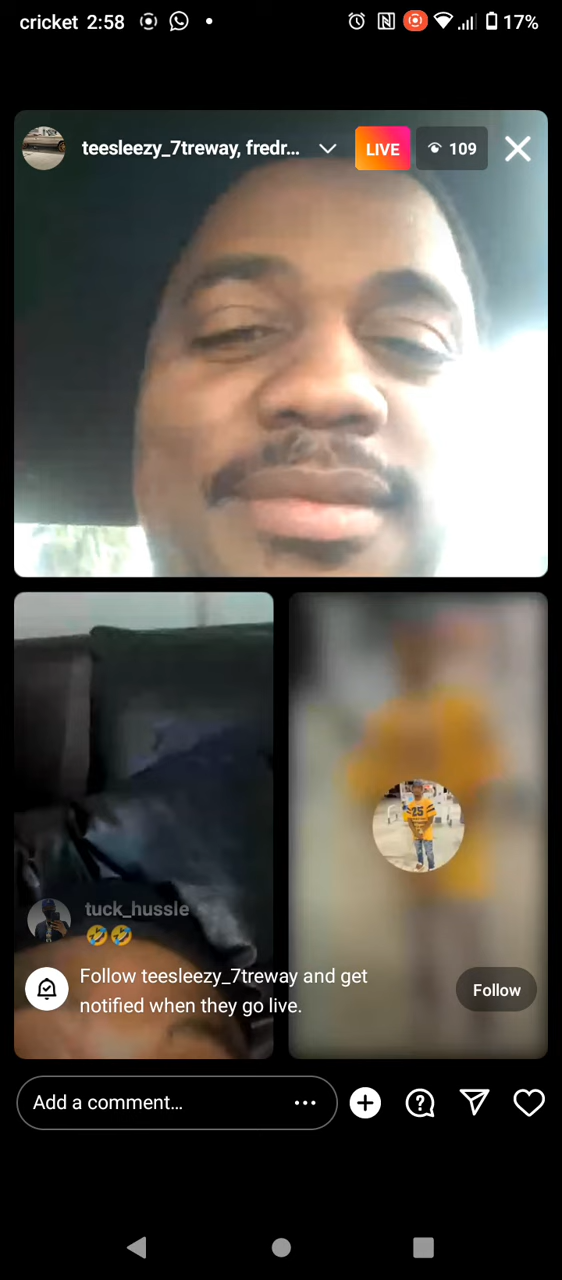 cricket 2:58
17%
teesleezy_7treway, fredr...
LIVE
109
25
tuck_hussle
🤣🤣
Follow teesleezy_7treway and get
notified when they go live.
Follow
Add a comment...